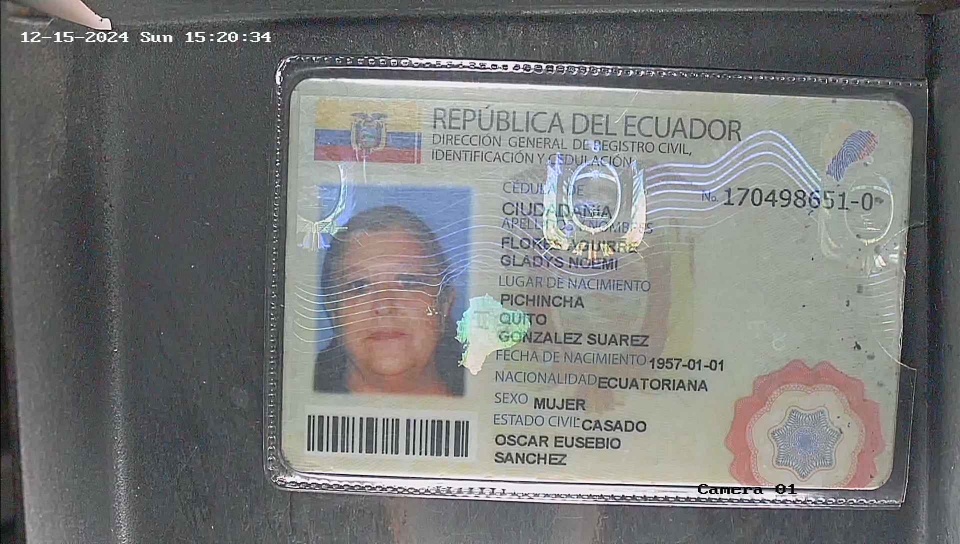 12-15-2024 Sun 15:20:34
REPÚBLICA DEL ECUADOR
DIRECCIÓN GENERAL DE REGISTRO CIVIL,
IDENTIFICACIÓN Y CEDULACIÓN
CÉDULA DE
No. 170498651-0
CIUDADANÍA
APELLIDOS Y NOMBRES
FLORES AGUIRRE
GLADYS NOEMI
LUGAR DE NACIMIENTO
PICHINCHA
QUITO
GONZALEZ SUAREZ
FECHA DE NACIMIENTO 1957-01-01
NACIONALIDAD ECUATORIANA
SEXO MUJER
ESTADO CIVIL CASADO
OSCAR EUSEBIO
SANCHEZ
Camera 01